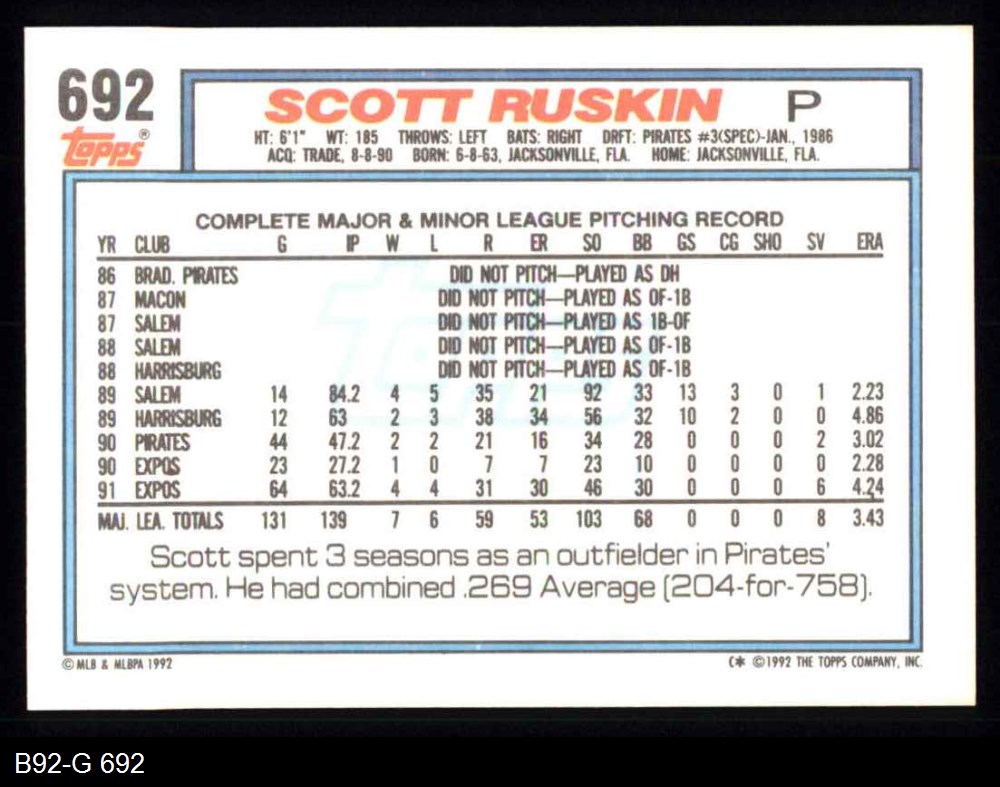 692
Topps®
SCOTT RUSKIN P
HT: 6'1" WT: 185 THROWS: LEFT BATS: RIGHT DRFT: PIRATES #3(SPEC)-JAN., 1986
ACQ: TRADE, 8-8-90 BORN: 6-8-63, JACKSONVILLE, FLA. HOME: JACKSONVILLE, FLA.
COMPLETE MAJOR & MINOR LEAGUE PITCHING RECORD
YR CLUB G IP W L R ER SO BB GS CG SHO SV ERA
86 BRAD. PIRATES DID NOT PITCH—PLAYED AS DH
87 MACON DID NOT PITCH—PLAYED AS OF-1B
87 SALEM DID NOT PITCH—PLAYED AS 1B-OF
88 SALEM DID NOT PITCH—PLAYED AS OF-1B
88 HARRISBURG DID NOT PITCH—PLAYED AS OF-1B
89 SALEM 14 84.2 4 5 35 21 92 33 13 3 0 1 2.23
89 HARRISBURG 12 63 2 3 38 34 56 32 10 2 0 0 4.86
90 PIRATES 44 47.2 2 2 21 16 34 28 0 0 0 2 3.02
90 EXPOS 23 27.2 1 0 7 7 23 10 0 0 0 0 2.28
91 EXPOS 64 63.2 4 4 31 30 46 30 0 0 0 6 4.24
MAJ. LEA. TOTALS 131 139 7 6 59 53 103 68 0 0 0 8 3.43
Scott spent 3 seasons as an outfielder in Pirates'
system. He had combined .269 Average (204-for-758).
© MLB & MLBPA 1992 C* ©1992 THE TOPPS COMPANY, INC.
B92-G 692